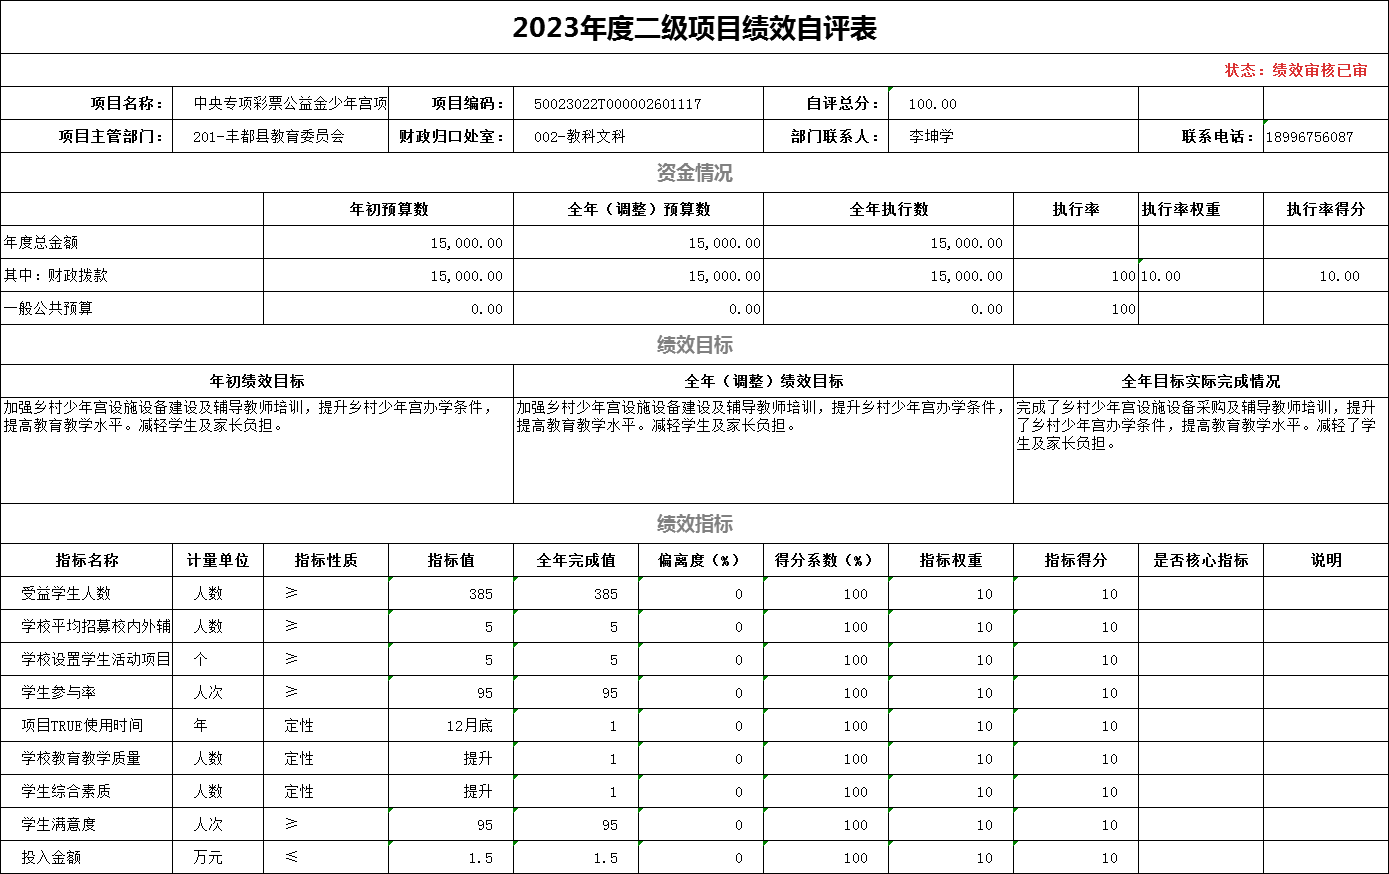 2023年度二级项目绩效自评表
状态：绩效审核已审
项目名称： 中央专项彩票公益金少年宫项 项目编码： 50023022T000002601117 自评总分： 100.00
项目主管部门： 201-丰都县教育委员会 财政归口处室： 002-教科文科 部门联系人： 李坤学 联系电话： 18996756087
资金情况
年初预算数 全年（调整）预算数 全年执行数 执行率 执行率权重 执行率得分
年度总金额 15,000.00 15,000.00 15,000.00
其中：财政拨款 15,000.00 15,000.00 15,000.00 100 10.00 10.00
一般公共预算 0.00 0.00 0.00 100
绩效目标
年初绩效目标 全年（调整）绩效目标 全年目标实际完成情况
加强乡村少年宫设施设备建设及辅导教师培训，提升乡村少年宫办学条件，
提高教育教学水平。减轻学生及家长负担。
加强乡村少年宫设施设备建设及辅导教师培训，提升乡村少年宫办学条件，
提高教育教学水平。减轻学生及家长负担。
完成了乡村少年宫设施设备采购及辅导教师培训，提升
了乡村少年宫办学条件，提高教育教学水平。减轻了学
生及家长负担。
绩效指标
指标名称 计量单位 指标性质 指标值 全年完成值 偏离度（%） 得分系数（%） 指标权重 指标得分 是否核心指标 说明
受益学生人数 人数 ≥ 385 385 0 100 10 10
学校平均招募校内外辅 人数 ≥ 5 5 0 100 10 10
学校设置学生活动项目 个 ≥ 5 5 0 100 10 10
学生参与率 人次 ≥ 95 95 0 100 10 10
项目TRUE使用时间 年 定性 12月底 1 0 100 10 10
学校教育教学质量 人数 定性 提升 1 0 100 10 10
学生综合素质 人数 定性 提升 1 0 100 10 10
学生满意度 人次 ≥ 95 95 0 100 10 10
投入金额 万元 ≤ 1.5 1.5 0 100 10 10